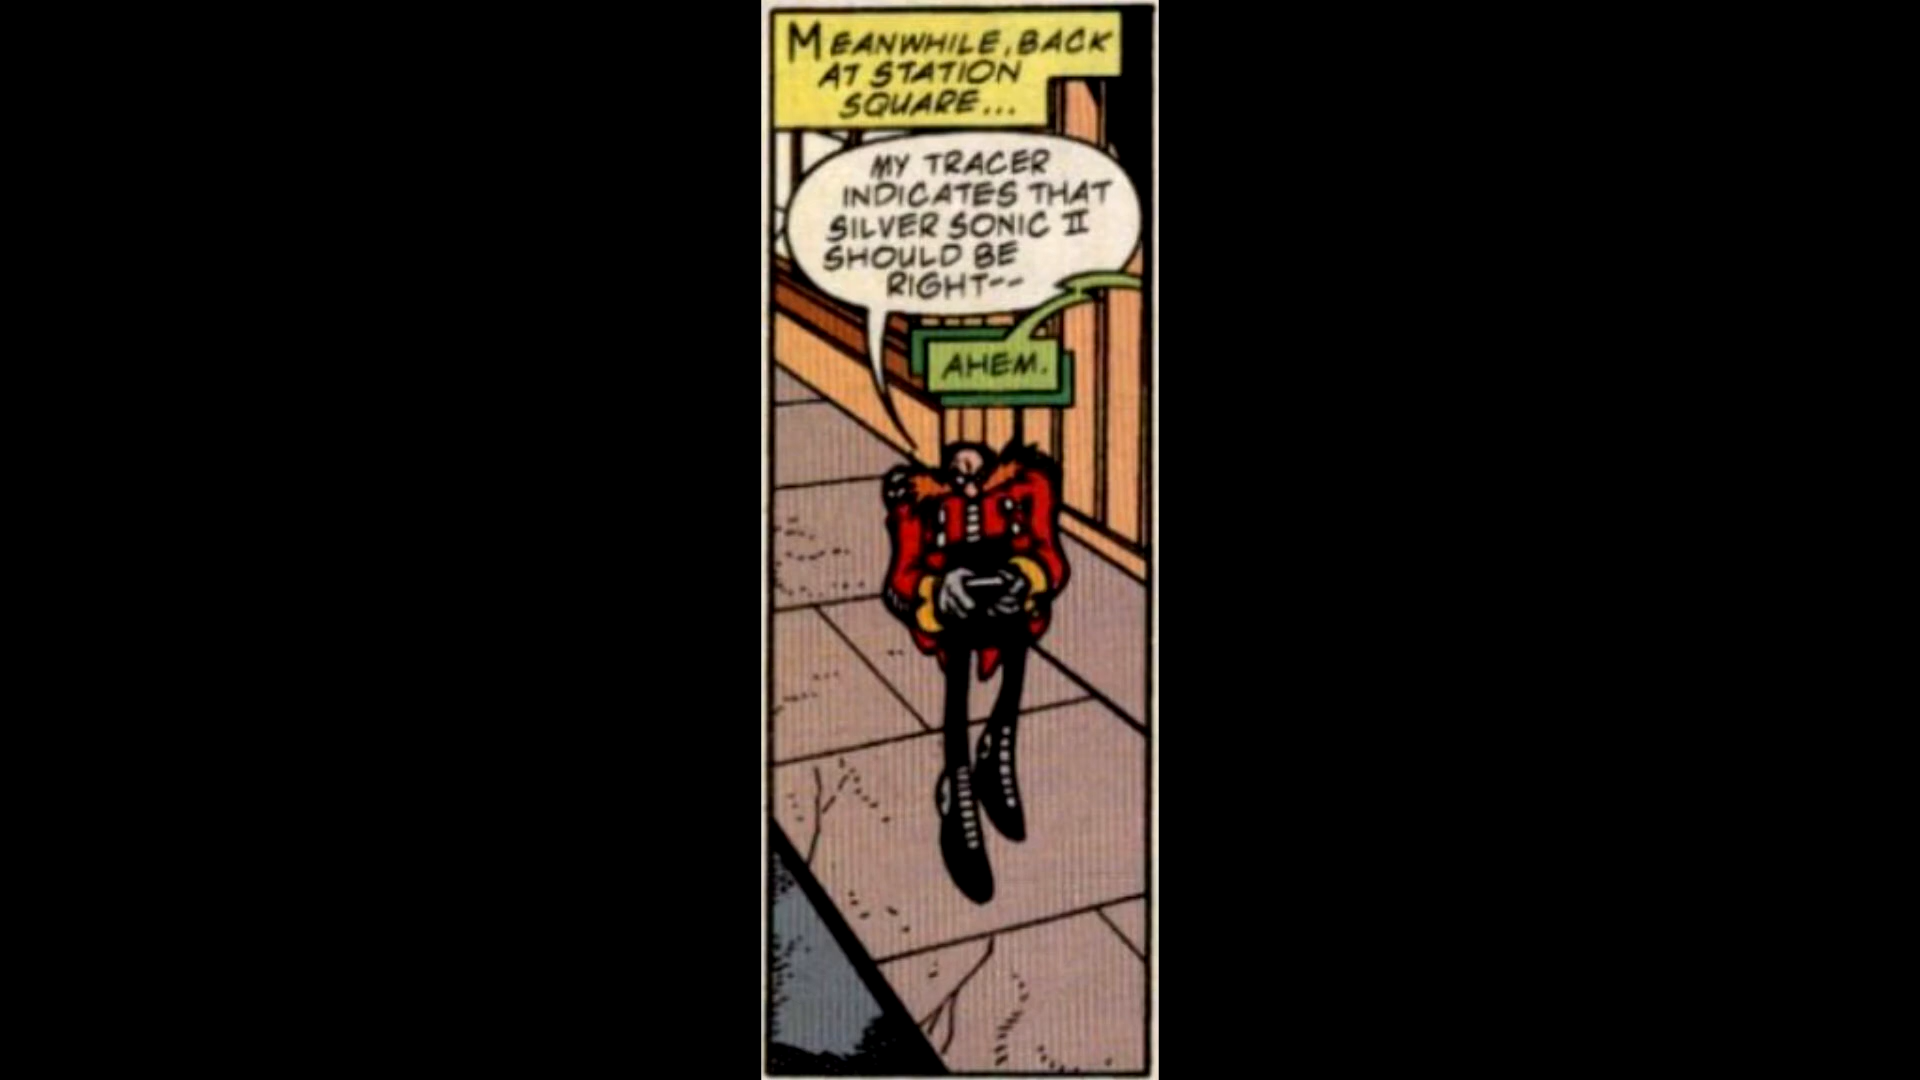 MEANWHILE, BACK
AT STATION
SQUARE...
MY TRACER
INDICATES THAT
SILVER SONIC II
SHOULD BE
RIGHT--
AHEM.